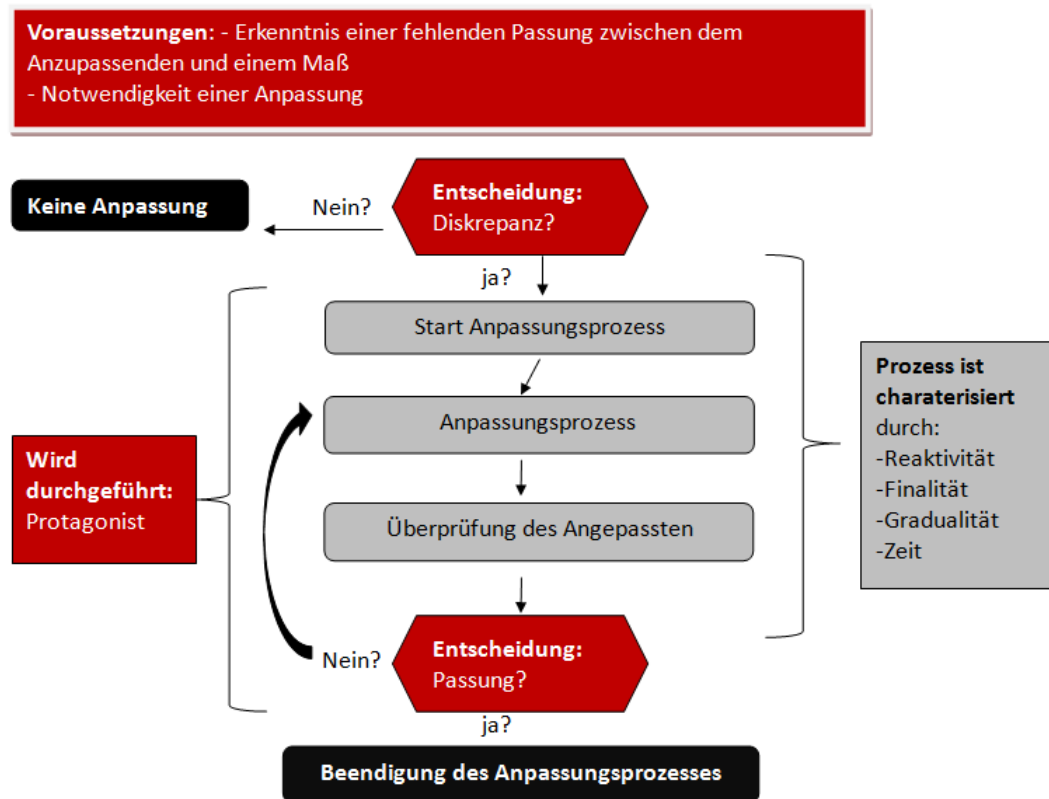 Voraussetzungen: - Erkenntnis einer fehlenden Passung zwischen dem
Anzupassenden und einem Maß
- Notwendigkeit einer Anpassung
Entscheidung:
Diskrepanz?
Nein?
Keine Anpassung
ja?
Start Anpassungsprozess
Anpassungsprozess
Überprüfung des Angepassten
Entscheidung:
Passung?
Nein?
ja?
Beendigung des Anpassungsprozesses
Wird
durchgeführt:
Protagonist
Prozess ist
charaterisiert
durch:
-Reaktivität
-Finalität
-Gradualität
-Zeit